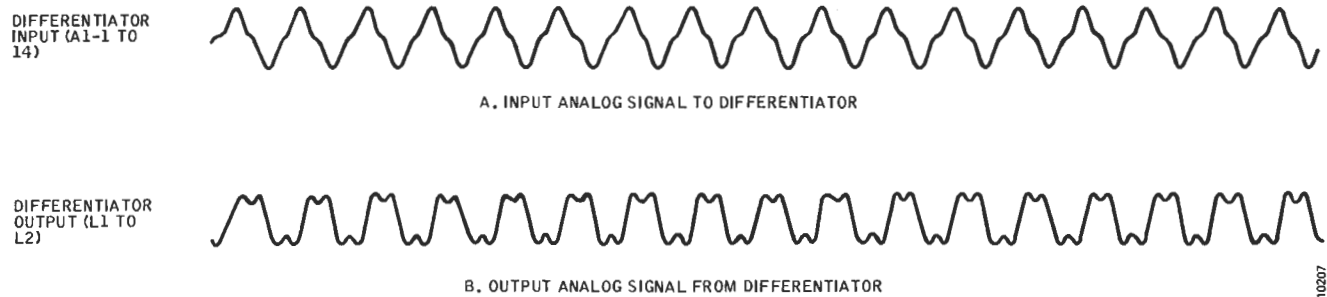 DIFFERENTIATOR
INPUT (A1-1 TO
14)
A. INPUT ANALOG SIGNAL TO DIFFERENTIATOR
DIFFERENTIATOR
OUTPUT (L1 TO
L2)
B. OUTPUT ANALOG SIGNAL FROM DIFFERENTIATOR
10207